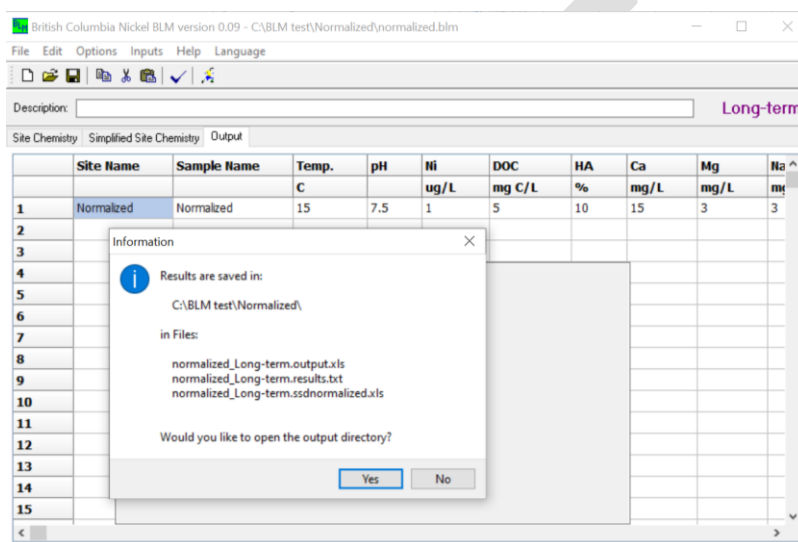 British Columbia Nickel BLM version 0.09 - C:\BLM test\Normalized\normalized.blm
File Edit Options Inputs Help Language
Description:
Long-term
Site Chemistry Simplified Site Chemistry Output
Site Name Sample Name Temp. pH Ni DOC HA Ca Mg Na
C ug/L mg C/L % mg/L mg/L
1 Normalized Normalized 15 7.5 1 5 10 15 3 3
2
3
4
5
6
7
8
9
10
11
12
13
14
15
Information
Results are saved in:
C:\BLM test\Normalized\
in Files:
normalized_Long-term.output.xls
normalized_Long-term.results.txt
normalized_Long-term.ssdnormalized.xls
Would you like to open the output directory?
Yes No